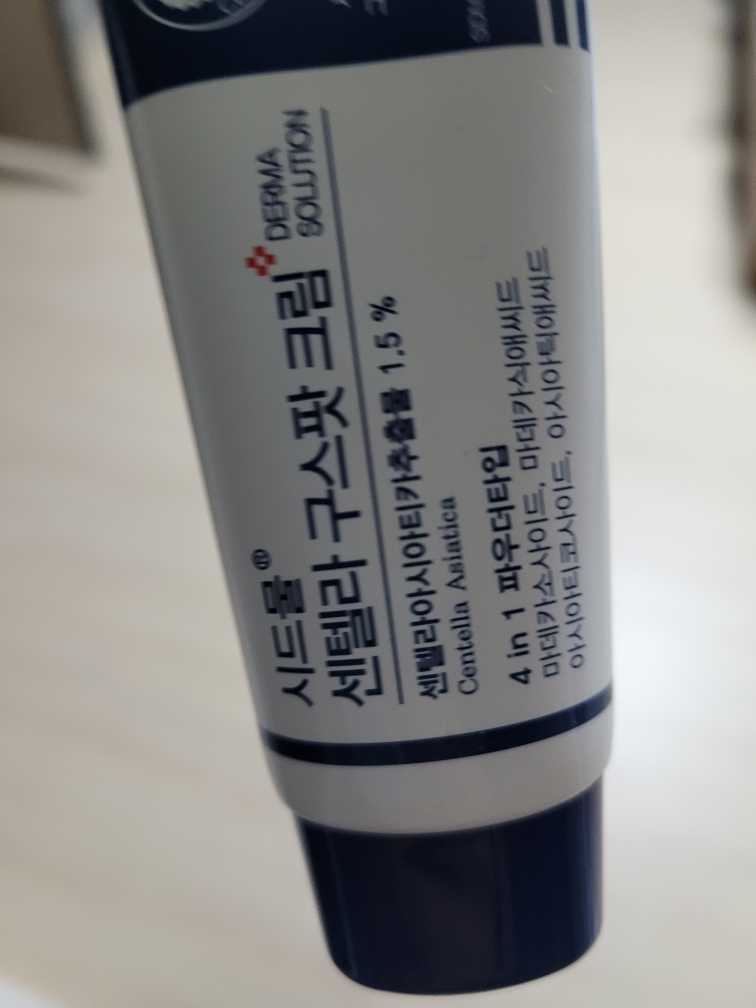 시드물®
센텔라 구스팟 크림
DERMA
SOLUTION
센텔라아시아티카추출물 1.5 %
Centella Asiatica
4 in 1 파우더타입
마데카소사이드, 마데카식애씨드
아시아티코사이드, 아시아틱애씨드